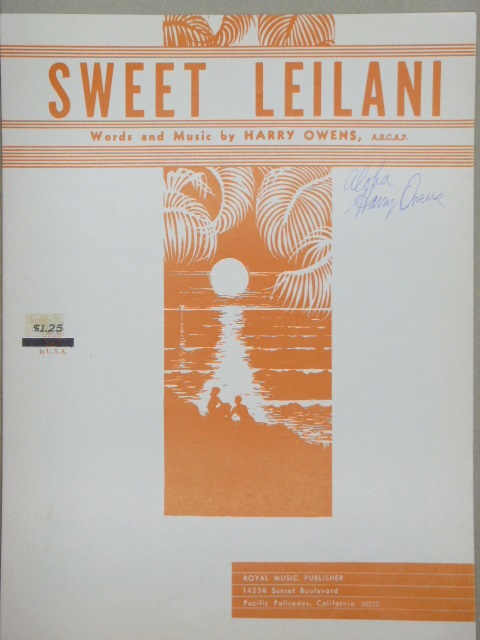 SWEET LEILANI
Words and Music by HARRY OWENS, A.S.C.A.P.
Aloha
Harry Owens
$1.25
In U. S. A.
ROYAL MUSIC PUBLISHER
14238 Sunset Boulevard
Pacific Palisades, California 90272